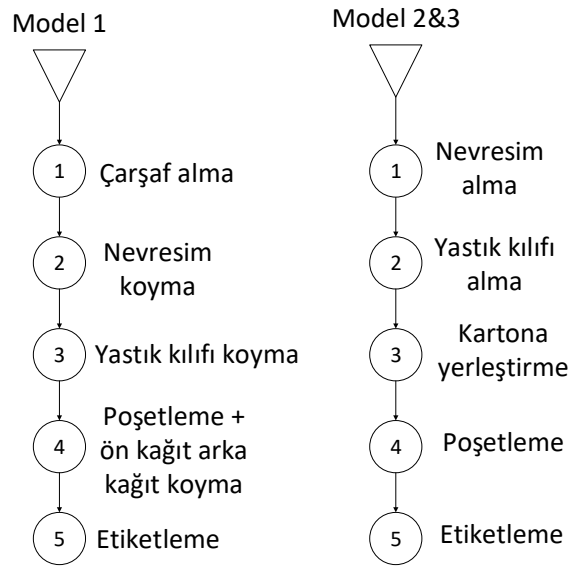 Model 1
1
Çarşaf alma
2
Nevresim
koyma
3
Yastık kılıfı koyma
4
Poşetleme +
ön kağıt arka
kağıt koyma
5
Etiketleme
Model 2&3
1
Nevresim
alma
2
Yastık kılıfı
alma
3
Kartona
yerleştirme
4
Poşetleme
5
Etiketleme